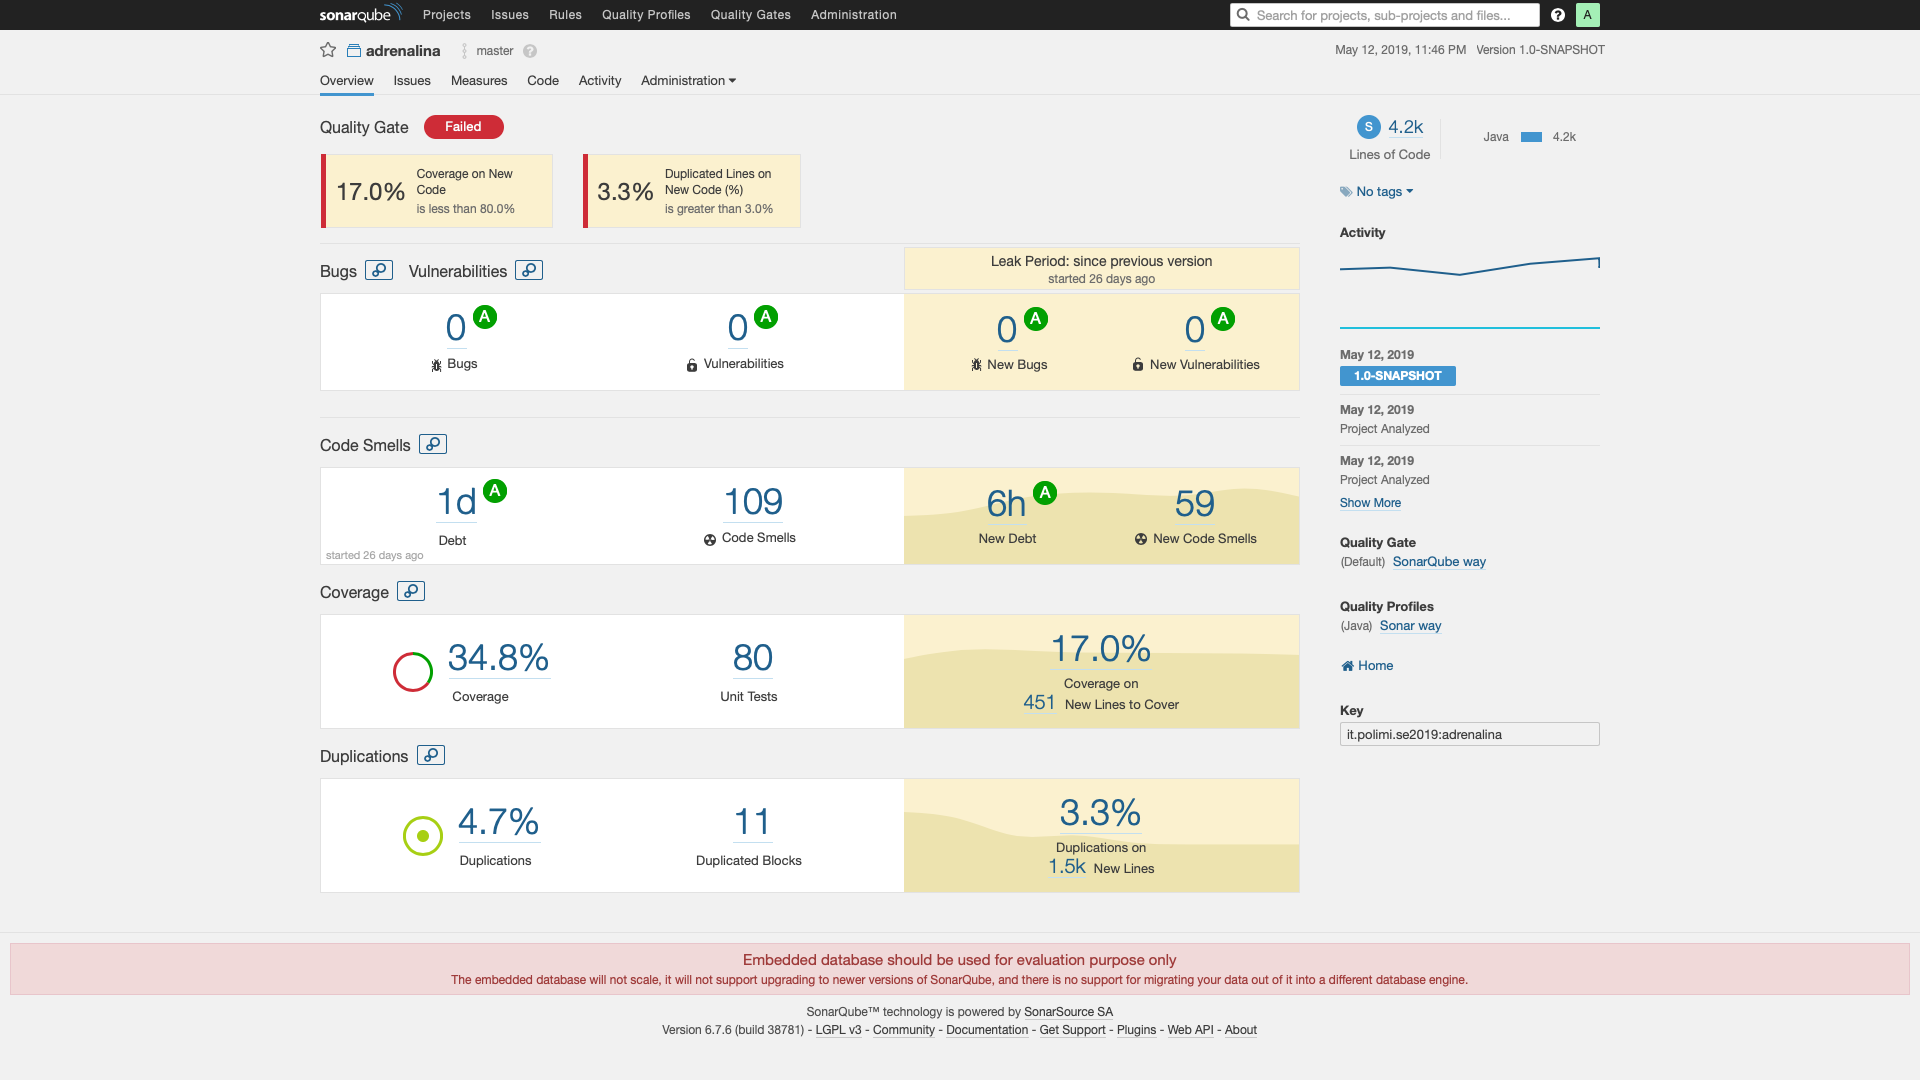 sonarqube Projects Issues Rules Quality Profiles Quality Gates Administration Search for projects, sub-projects and files... ? A
adrenalina master ? May 12, 2019, 11:46 PM Version 1.0-SNAPSHOT
Overview Issues Measures Code Activity Administration
Quality Gate Failed
17.0% Coverage on New
Code
is less than 80.0%
3.3% Duplicated Lines on
New Code (%)
is greater than 3.0%
Bugs Vulnerabilities
Leak Period: since previous version
started 26 days ago
0 A
Bugs
0 A
Vulnerabilities
0 A
New Bugs
0 A
New Vulnerabilities
Code Smells
1d A
Debt
started 26 days ago
109
Code Smells
6h A
New Debt
59
New Code Smells
Coverage
34.8%
Coverage
80
Unit Tests
17.0%
Coverage on
451 New Lines to Cover
Duplications
4.7%
Duplications
11
Duplicated Blocks
3.3%
Duplications on
1.5k New Lines
S 4.2k
Lines of Code
Java 4.2k
No tags
Activity
May 12, 2019
1.0-SNAPSHOT
May 12, 2019
Project Analyzed
May 12, 2019
Project Analyzed
Show More
Quality Gate
(Default) SonarQube way
Quality Profiles
(Java) Sonar way
Home
Key
it.polimi.se2019:adrenalina
Embedded database should be used for evaluation purpose only
The embedded database will not scale, it will not support upgrading to newer versions of SonarQube, and there is no support for migrating your data out of it into a different database engine.
SonarQube™ technology is powered by SonarSource SA
Version 6.7.6 (build 38781) - LGPL v3 - Community - Documentation - Get Support - Plugins - Web API - About